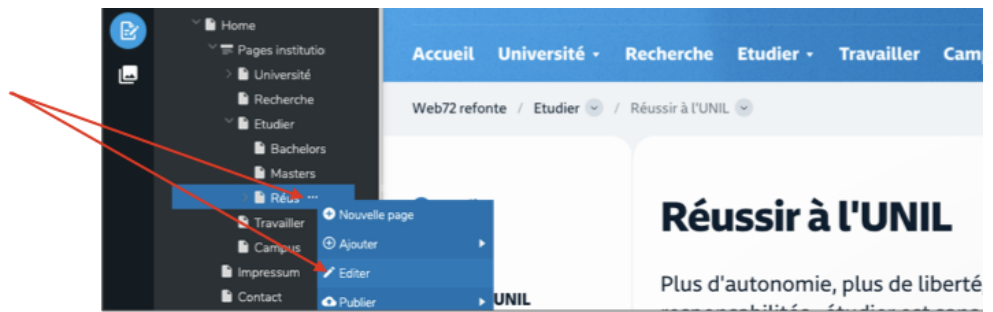 Home
Pages institutio
Université
Recherche
Etudier
Bachelors
Masters
Réus ...
Travailler
Campus
Impressum
Contact
Nouvelle page
Ajouter
Editer
Publier
Accueil Université Recherche Etudier Travailler Camp
Web72 refonte / Etudier / Réussir à l'UNIL
UNIL
Réussir à l'UNIL
Plus d'autonomie, plus de liberté,